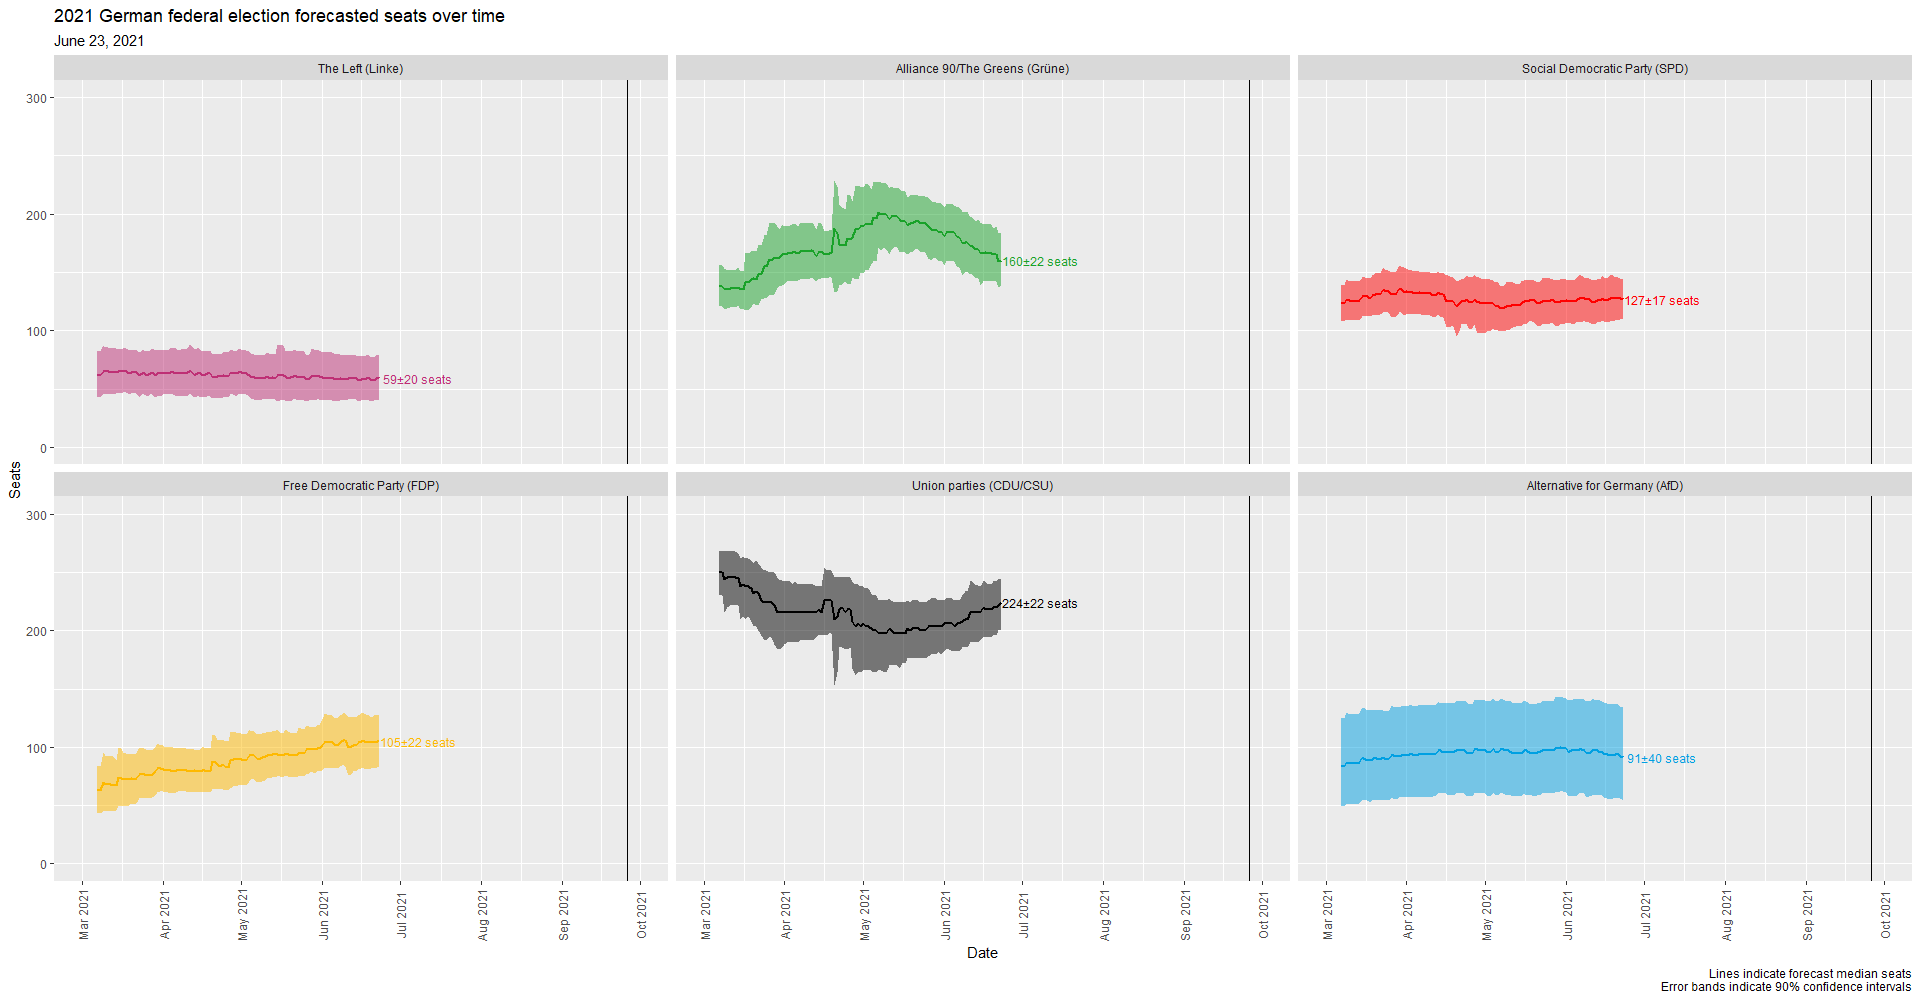 2021 German federal election forecasted seats over time
June 23, 2021
The Left (Linke)
Alliance 90/The Greens (Grüne)
Social Democratic Party (SPD)
300
200
100
0
59±20 seats
160±22 seats
127±17 seats
Seats
Free Democratic Party (FDP)
Union parties (CDU/CSU)
Alternative for Germany (AfD)
300
200
100
0
105±22 seats
224±22 seats
91±40 seats
Mar 2021
Apr 2021
May 2021
Jun 2021
Jul 2021
Aug 2021
Sep 2021
Oct 2021
Mar 2021
Apr 2021
May 2021
Jun 2021
Jul 2021
Aug 2021
Sep 2021
Oct 2021
Mar 2021
Apr 2021
May 2021
Jun 2021
Jul 2021
Aug 2021
Sep 2021
Oct 2021
Date
Lines indicate forecast median seats
Error bands indicate 90% confidence intervals